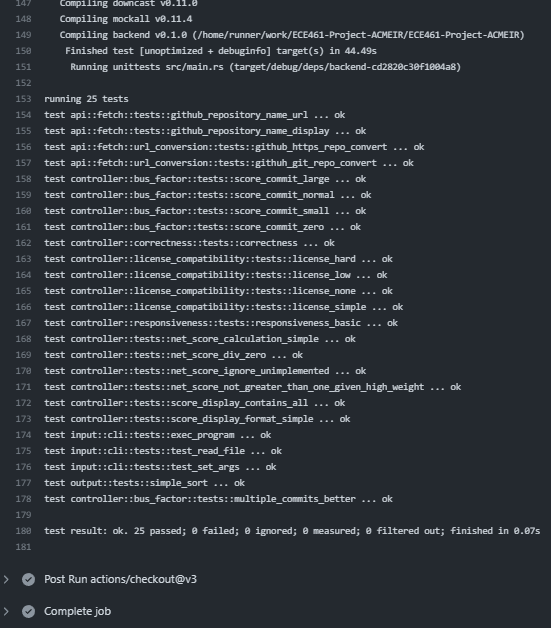 147 Compiling downcast v0.11.0
148 Compiling mockall v0.11.4
149 Compiling backend v0.1.0 (/home/runner/work/ECE461-Project-ACMEIR/ECE461-Project-ACMEIR)
150 Finished test [unoptimized + debuginfo] target(s) in 44.49s
151 Running unittests src/main.rs (target/debug/deps/backend-cd2820c30f1004a8)
152
153 running 25 tests
154 test api::fetch::tests::github_repository_name_url ... ok
155 test api::fetch::tests::github_repository_name_display ... ok
156 test api::fetch::url_conversion::tests::github_https_repo_convert ... ok
157 test api::fetch::url_conversion::tests::githuh_git_repo_convert ... ok
158 test controller::bus_factor::tests::score_commit_large ... ok
159 test controller::bus_factor::tests::score_commit_normal ... ok
160 test controller::bus_factor::tests::score_commit_small ... ok
161 test controller::bus_factor::tests::score_commit_zero ... ok
162 test controller::correctness::tests::correctness ... ok
163 test controller::license_compatibility::tests::license_hard ... ok
164 test controller::license_compatibility::tests::license_low ... ok
165 test controller::license_compatibility::tests::license_none ... ok
166 test controller::license_compatibility::tests::license_simple ... ok
167 test controller::responsiveness::tests::responsiveness_basic ... ok
168 test controller::tests::net_score_calculation_simple ... ok
169 test controller::tests::net_score_div_zero ... ok
170 test controller::tests::net_score_ignore_unimplemented ... ok
171 test controller::tests::net_score_not_greater_than_one_given_high_weight ... ok
172 test controller::tests::score_display_contains_all ... ok
173 test controller::tests::score_display_format_simple ... ok
174 test input::cli::tests::exec_program ... ok
175 test input::cli::tests::test_read_file ... ok
176 test input::cli::tests::test_set_args ... ok
177 test output::tests::simple_sort ... ok
178 test controller::bus_factor::tests::multiple_commits_better ... ok
179
180 test result: ok. 25 passed; 0 failed; 0 ignored; 0 measured; 0 filtered out; finished in 0.07s
181
Post Run actions/checkout@v3
Complete job